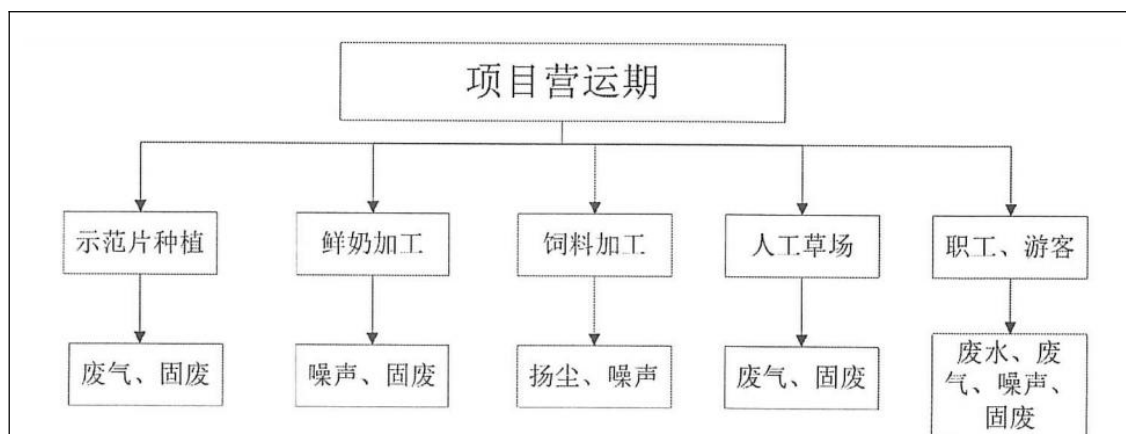 项目营运期
示范片种植
鲜奶加工
饲料加工
人工草场
职工、游客
废气、固废
噪声、固废
扬尘、噪声
废气、固废
废水、废
气、噪声、
固废